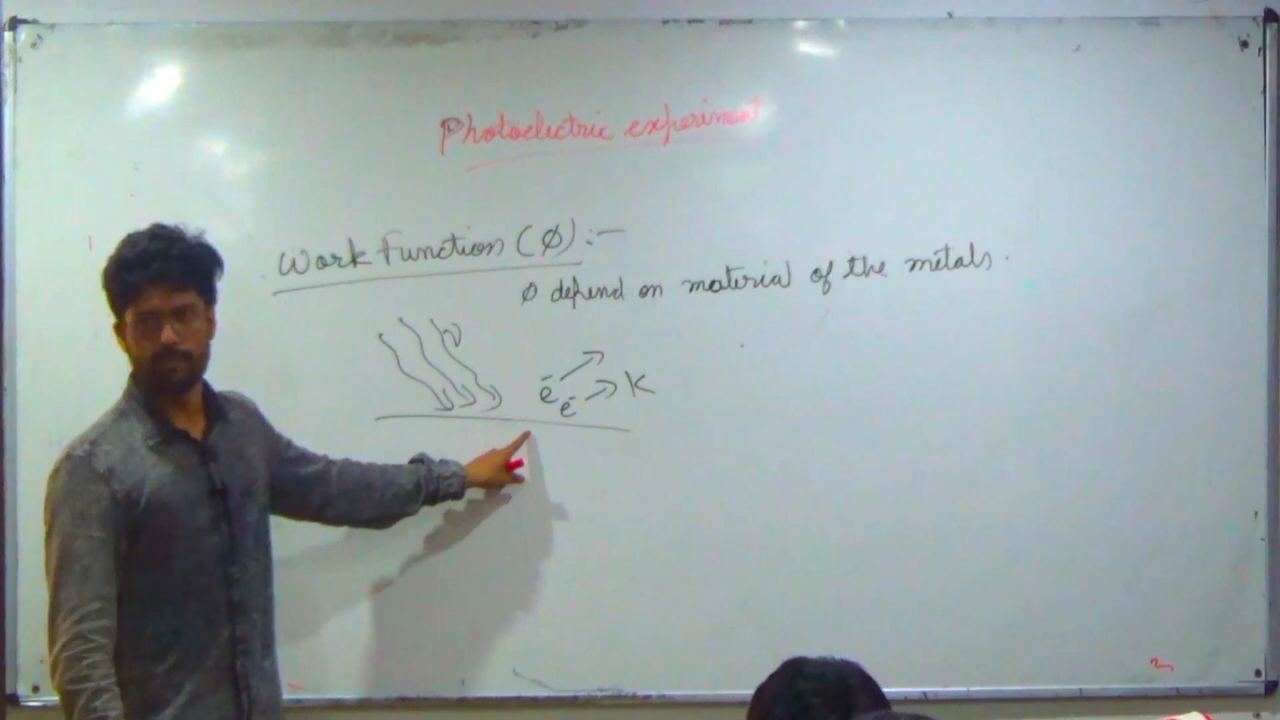 Photoelectric experiment
Work Function (φ) :-
φ depend on material of the metals.
ν
e⁻
e⁻ → K